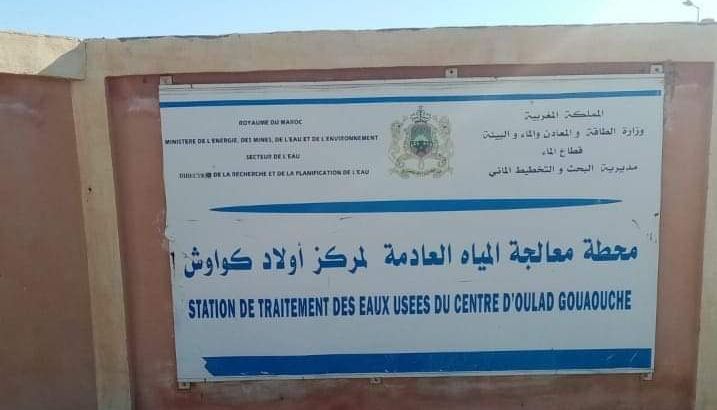 ROYAUME DU MAROC
MINISTERE DE L'ENERGIE, DES MINES, DE L'EAU ET DE L'ENVIRONNEMENT
SECTEUR DE L'EAU
DE LA RECHERCHE ET DE LA PLANIFICATION DE L'EAU
المملكة المغربية
وزارة الطاقة و المعادن والماء و البيئة
قطاع الماء
مديرية البحث و التخطيط المائي
محطة معالجة المياه العادمة لمركز أولاد كواوش
STATION DE TRAITEMENT DES EAUX USEES DU CENTRE D'OULAD GOUAOUCHE